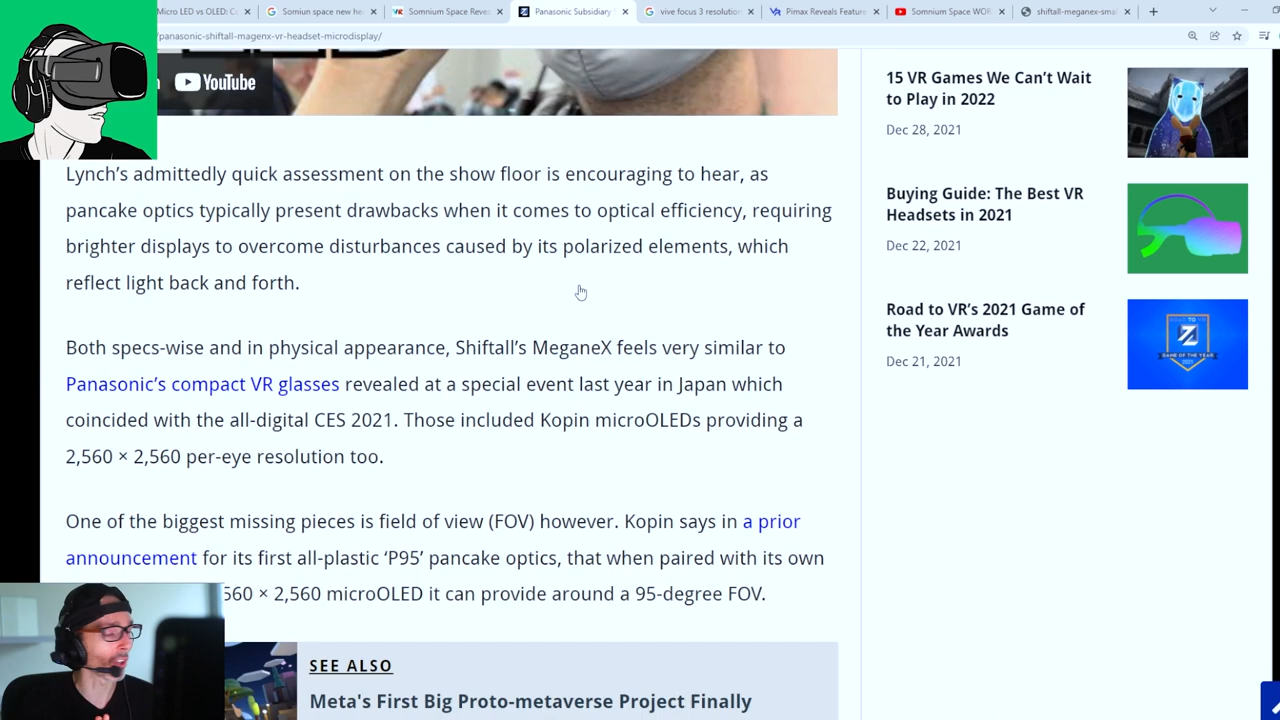 Micro LED vs OLED: C
Somiun space new he
Somnium Space Revea
Panasonic Subsidiary
vive focus 3 resolution
Pimax Reveals Feature
Somnium Space WOR
shiftall-meganex-smal
/panasonic-shiftall-magenx-vr-headset-microdisplay/
n
YouTube
Lynch's admittedly quick assessment on the show floor is encouraging to hear, as
pancake optics typically present drawbacks when it comes to optical efficiency, requiring
brighter displays to overcome disturbances caused by its polarized elements, which
reflect light back and forth.
Both specs-wise and in physical appearance, Shiftall's MeganeX feels very similar to
Panasonic's compact VR glasses revealed at a special event last year in Japan which
coincided with the all-digital CES 2021. Those included Kopin microOLEDs providing a
2,560 × 2,560 per-eye resolution too.
One of the biggest missing pieces is field of view (FOV) however. Kopin says in a prior
announcement for its first all-plastic 'P95' pancake optics, that when paired with its own
560 × 2,560 microOLED it can provide around a 95-degree FOV.
SEE ALSO
Meta's First Big Proto-metaverse Project Finally
15 VR Games We Can't Wait
to Play in 2022
Dec 28, 2021
Buying Guide: The Best VR
Headsets in 2021
Dec 22, 2021
Road to VR's 2021 Game of
the Year Awards
Dec 21, 2021
ROAD TO VR
GAME OF THE YEAR
2021